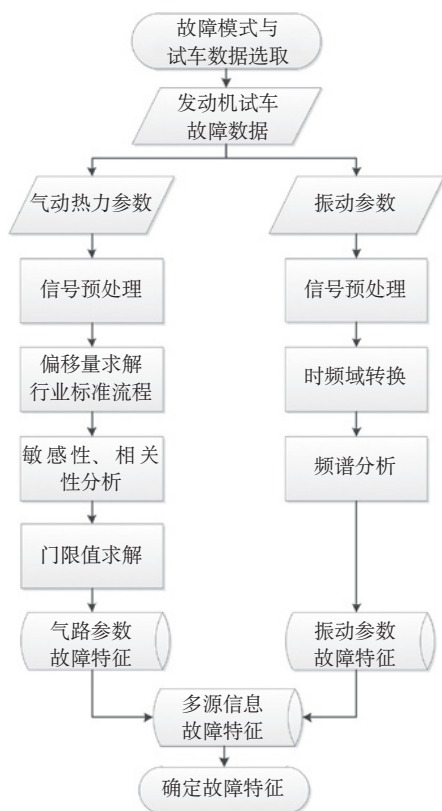 故障模式与
试车数据选取
发动机试车
故障数据
气动热力参数
振动参数
信号预处理
信号预处理
偏移量求解
行业标准流程
时频域转换
敏感性、相关
性分析
频谱分析
门限值求解
气路参数
故障特征
振动参数
故障特征
多源信息
故障特征
确定故障特征